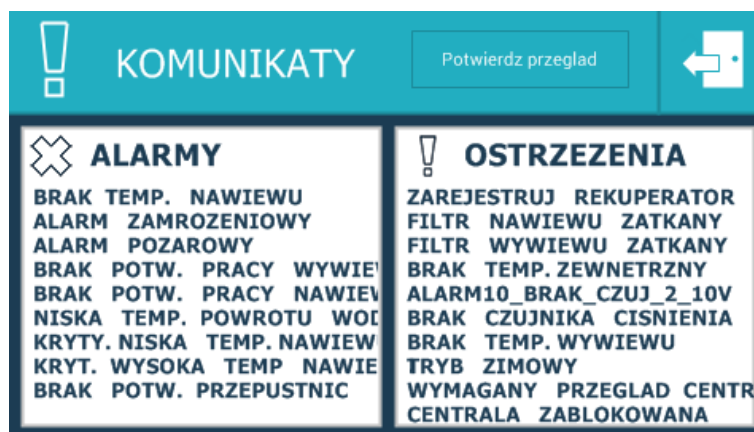 KOMUNIKATY
Potwierdz przeglad
ALARMY
BRAK TEMP. NAWIEWU
ALARM ZAMROZENIOWY
ALARM POZAROWY
BRAK POTW. PRACY WYWIE
BRAK POTW. PRACY NAWIEW
NISKA TEMP. POWROTU WOD
KRYTY. NISKA TEMP. NAWIEW
KRYT. WYSOKA TEMP NAWIE
BRAK POTW. PRZEPUSTNIC
OSTRZEZENIA
ZAREJESTRUJ REKUPERATOR
FILTR NAWIEWU ZATKANY
FILTR WYWIEWU ZATKANY
BRAK TEMP. ZEWNETRZNY
ALARM10_BRAK_CZUJ_2_10V
BRAK CZUJNIKA CISNIENIA
BRAK TEMP. WYWIEWU
TRYB ZIMOWY
WYMAGANY PRZEGLAD CENTR
CENTRALA ZABLOKOWANA